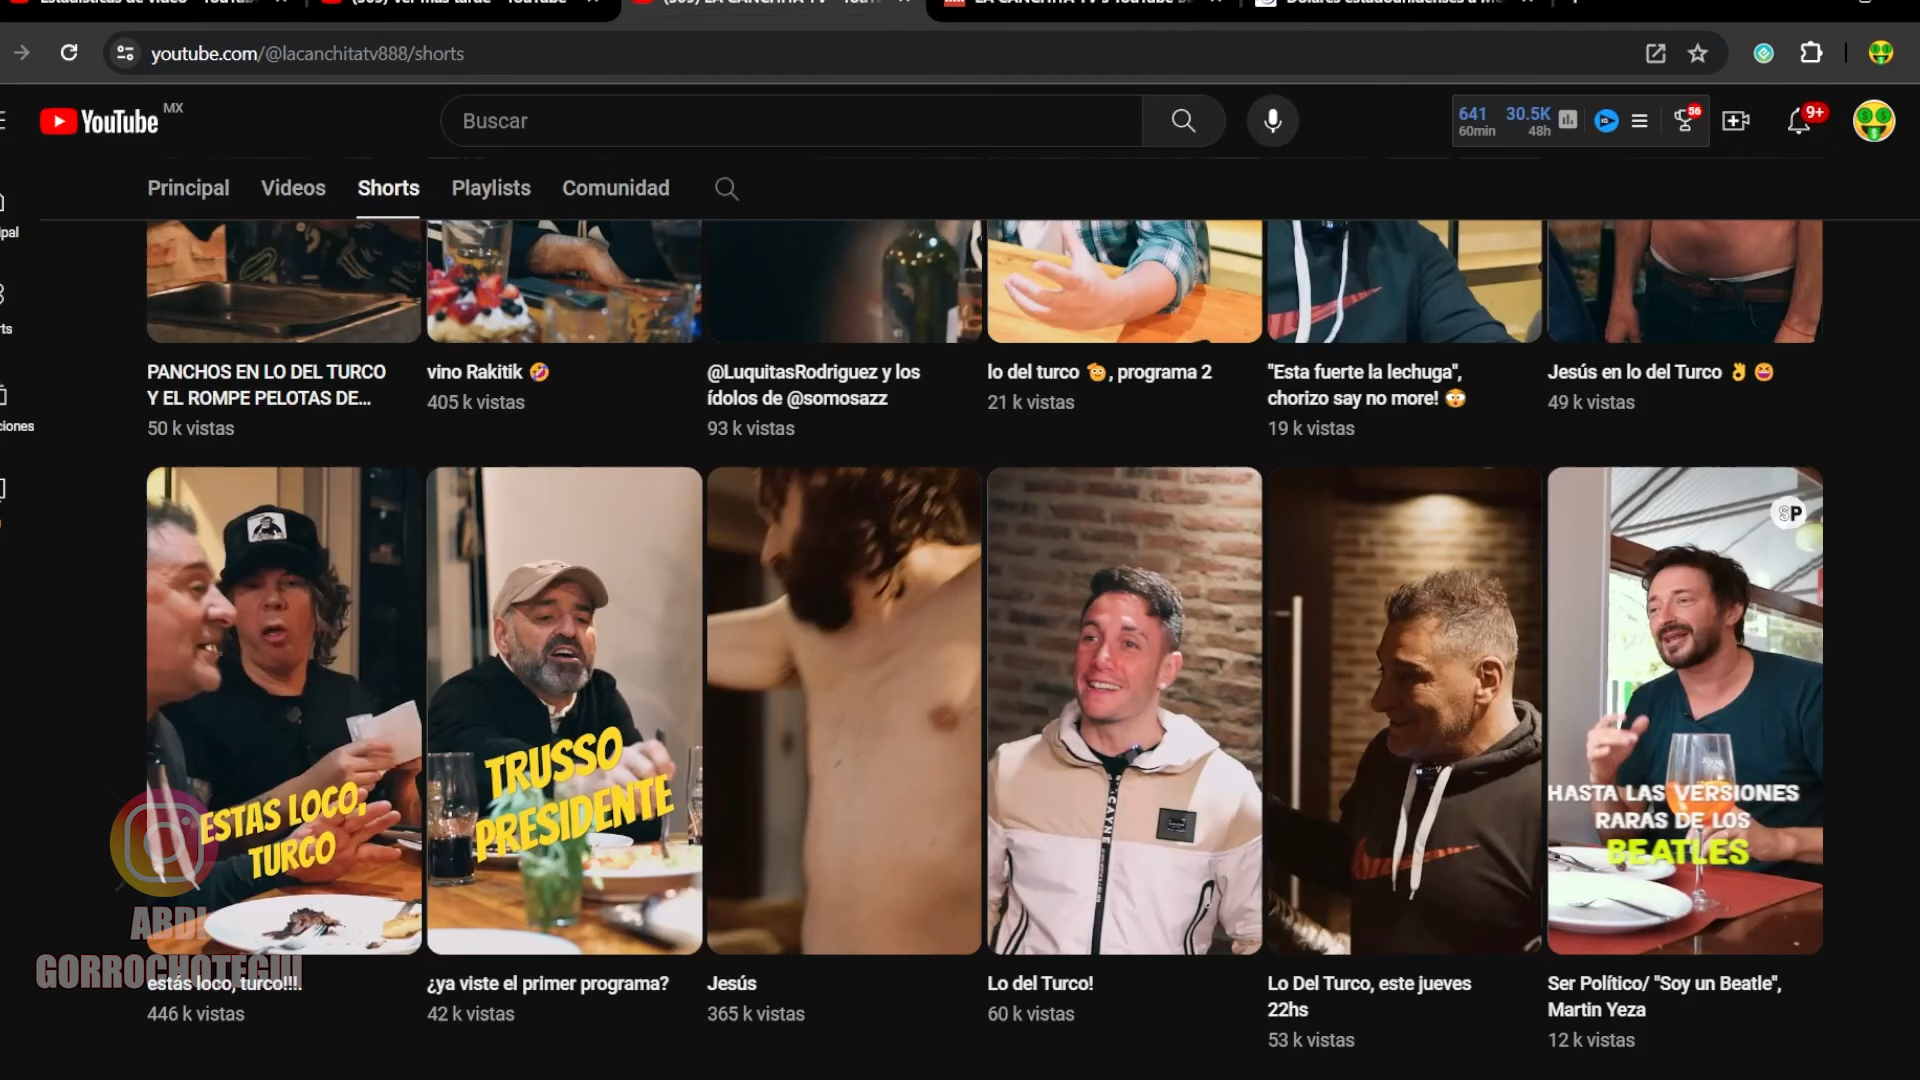 youtube.com/@lacanchitatv888/shorts
YouTube MX
Buscar
641 30.5K
60min 48h
56
9+
Principal Videos Shorts Playlists Comunidad
PANCHOS EN LO DEL TURCO
Y EL ROMPE PELOTAS DE...
50 k vistas
vino Rakitik 🤣
405 k vistas
@LuquitasRodriguez y los
ídolos de @somosazz
93 k vistas
lo del turco 🫡, programa 2
21 k vistas
"Esta fuerte la lechuga",
chorizo say no more! 🤯
19 k vistas
Jesús en lo del Turco 👌 😆
49 k vistas
ESTAS LOCO,
TURCO
TRUSSO
PRESIDENTE
SP
HASTA LAS VERSIONES
RARAS DE LOS
BEATLES
ABDI
GORROCHOTEGUI
estás loco, turco!!!.
446 k vistas
¿ya viste el primer programa?
42 k vistas
Jesús
365 k vistas
Lo del Turco!
60 k vistas
Lo Del Turco, este jueves
22hs
53 k vistas
Ser Político/ "Soy un Beatle",
Martin Yeza
12 k vistas